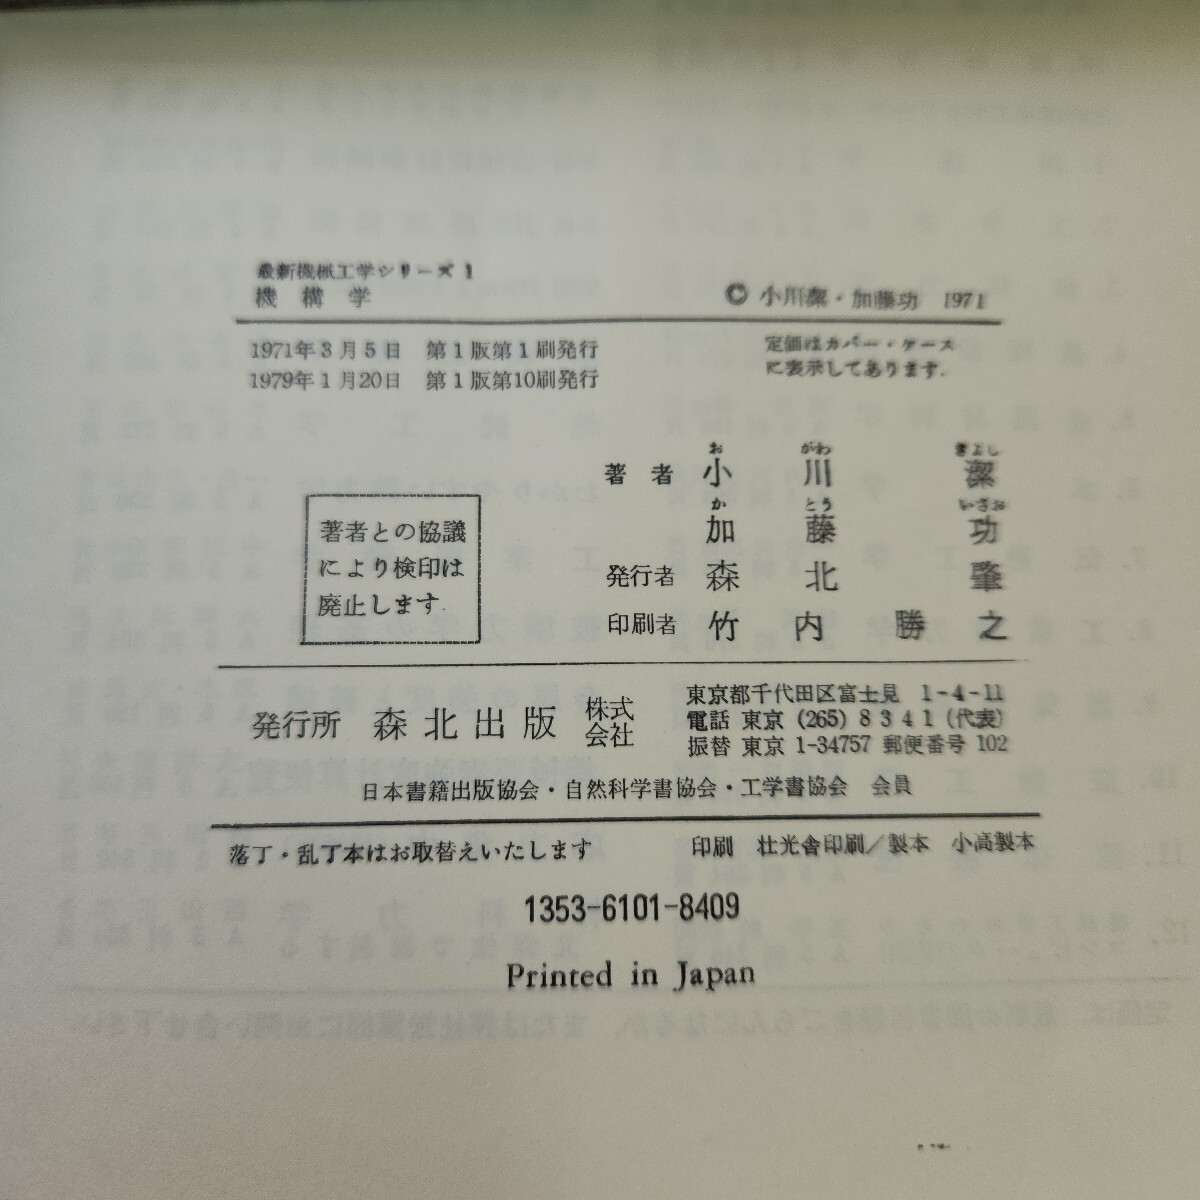 最新機械工学シリーズ 1
機構学
© 小川潔・加藤功 1971
1971年3月5日 第1版第1刷発行
1979年1月20日 第1版第10刷発行
定価はカバー・ケース
に表示してあります.
お がわ きよし
著者 小川潔
か とう いさお
加藤功
発行者 森北肇
印刷者 竹内勝之
著者との協議
により検印は
廃止します.
発行所 森北出版 株式会社
東京都千代田区富士見 1-4-11
電話 東京 (265) 8341 (代表)
振替 東京 1-34757 郵便番号 102
日本書籍出版協会・自然科学書協会・工学書協会 会員
落丁・乱丁本はお取替えいたします
印刷 壮光舎印刷/製本 小高製本
1353-6101-8409
Printed in Japan